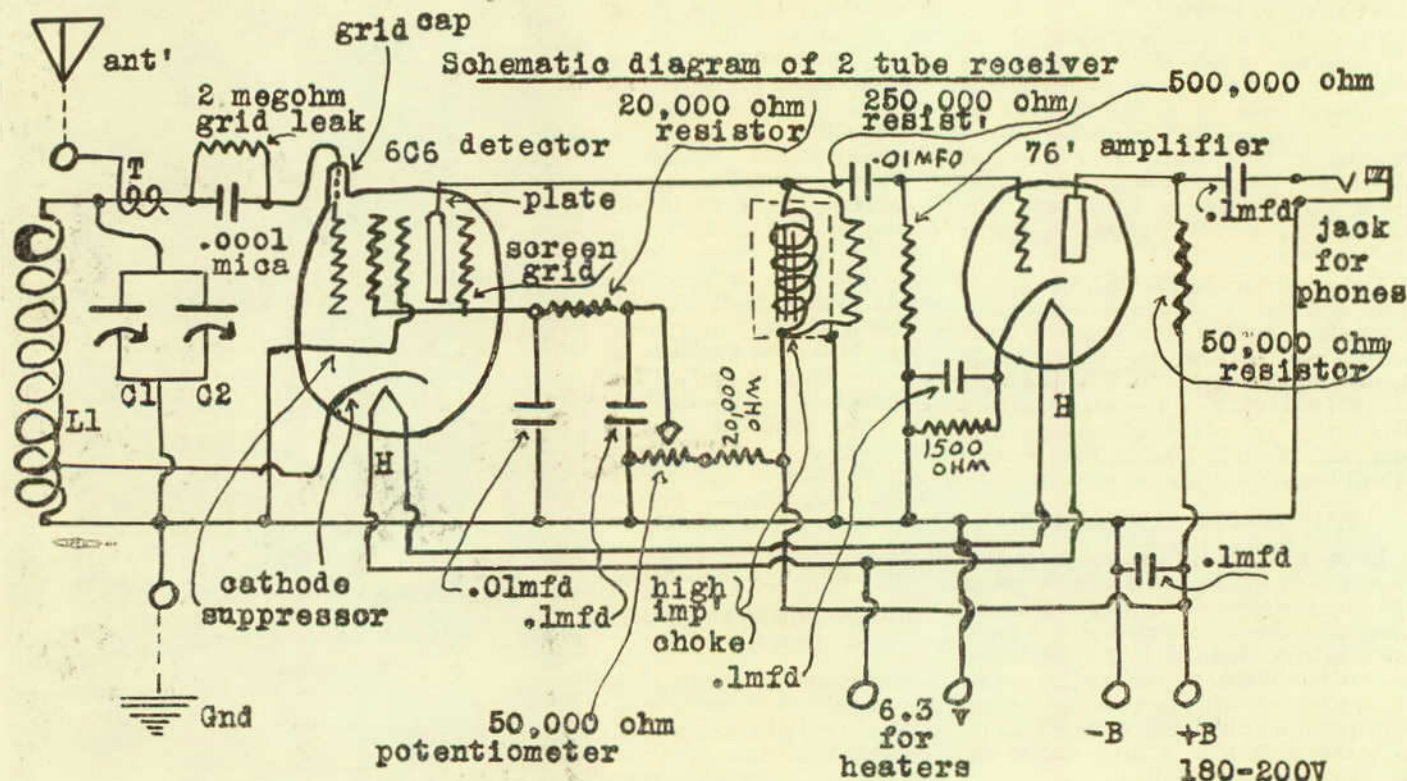 ant'
grid cap
Schematic diagram of 2 tube receiver
2 megohm
grid leak
20,000 ohm
resistor
250,000 ohm
resist'
500,000 ohm
T
6C6 detector
.01MFD
76' amplifier
plate
.0001
mica
screen
grid
.1mfd
jack
for
phones
C1
C2
L1
H
20,000
OHM
1500
OHM
H
50,000 ohm
resistor
cathode
suppressor
.01mfd
.1mfd
high
imp'
choke
.1mfd
.1mfd
Gnd
50,000 ohm
potentiometer
6.3 v
for
heaters
-B
+B
180-200V